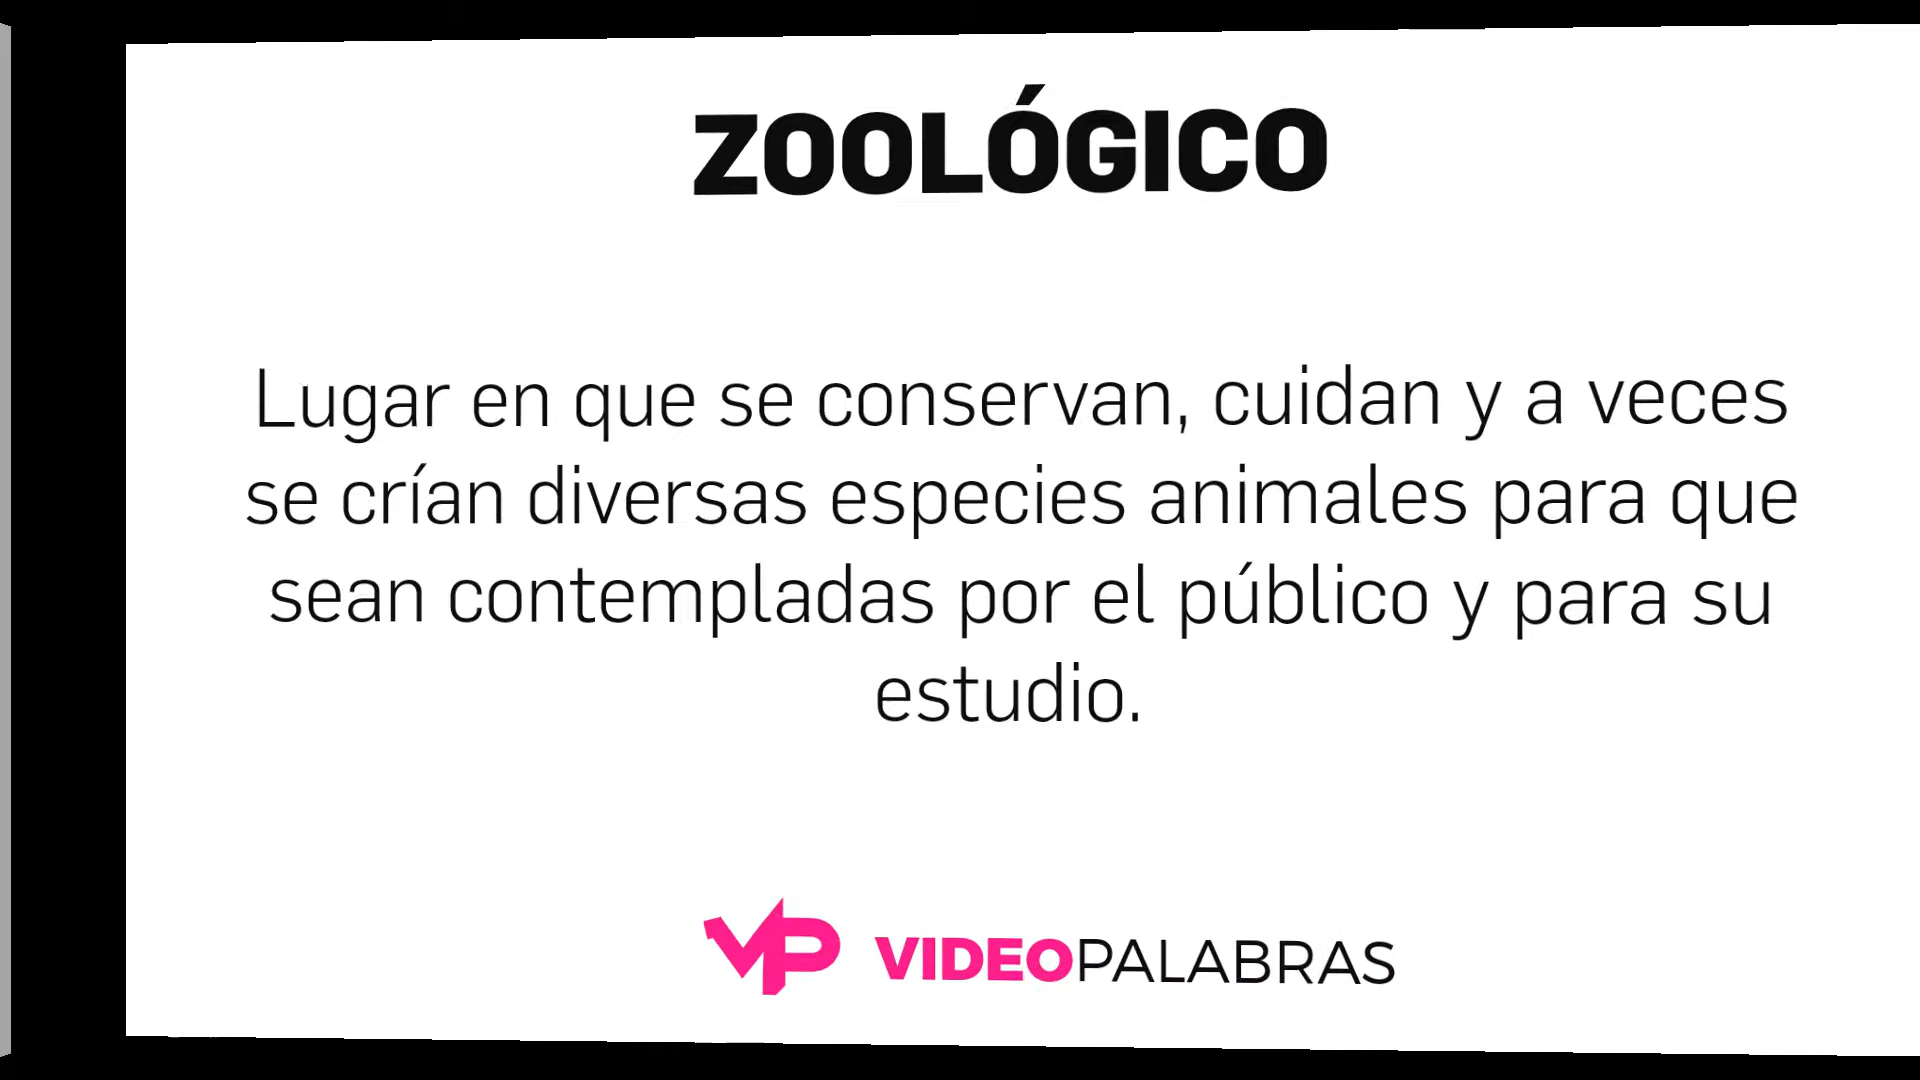 ZOOLÓGICO
Lugar en que se conservan, cuidan y a veces
se crían diversas especies animales para que
sean contempladas por el público y para su
estudio.
VP VIDEOPALABRAS